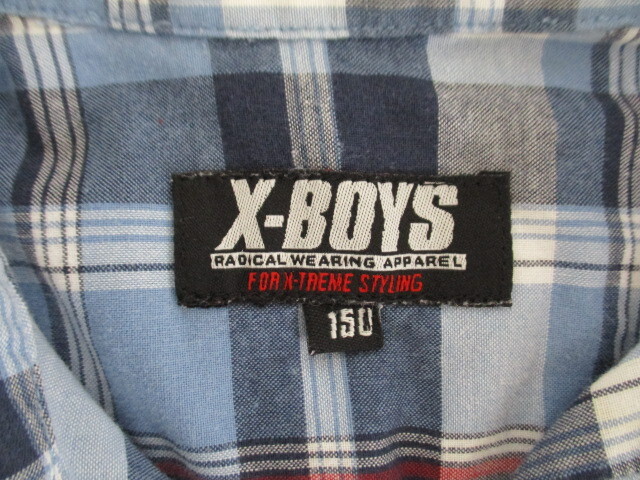 X-BOYS
RADICAL WEARING APPAREL
FOR X-TREME STYLING
150